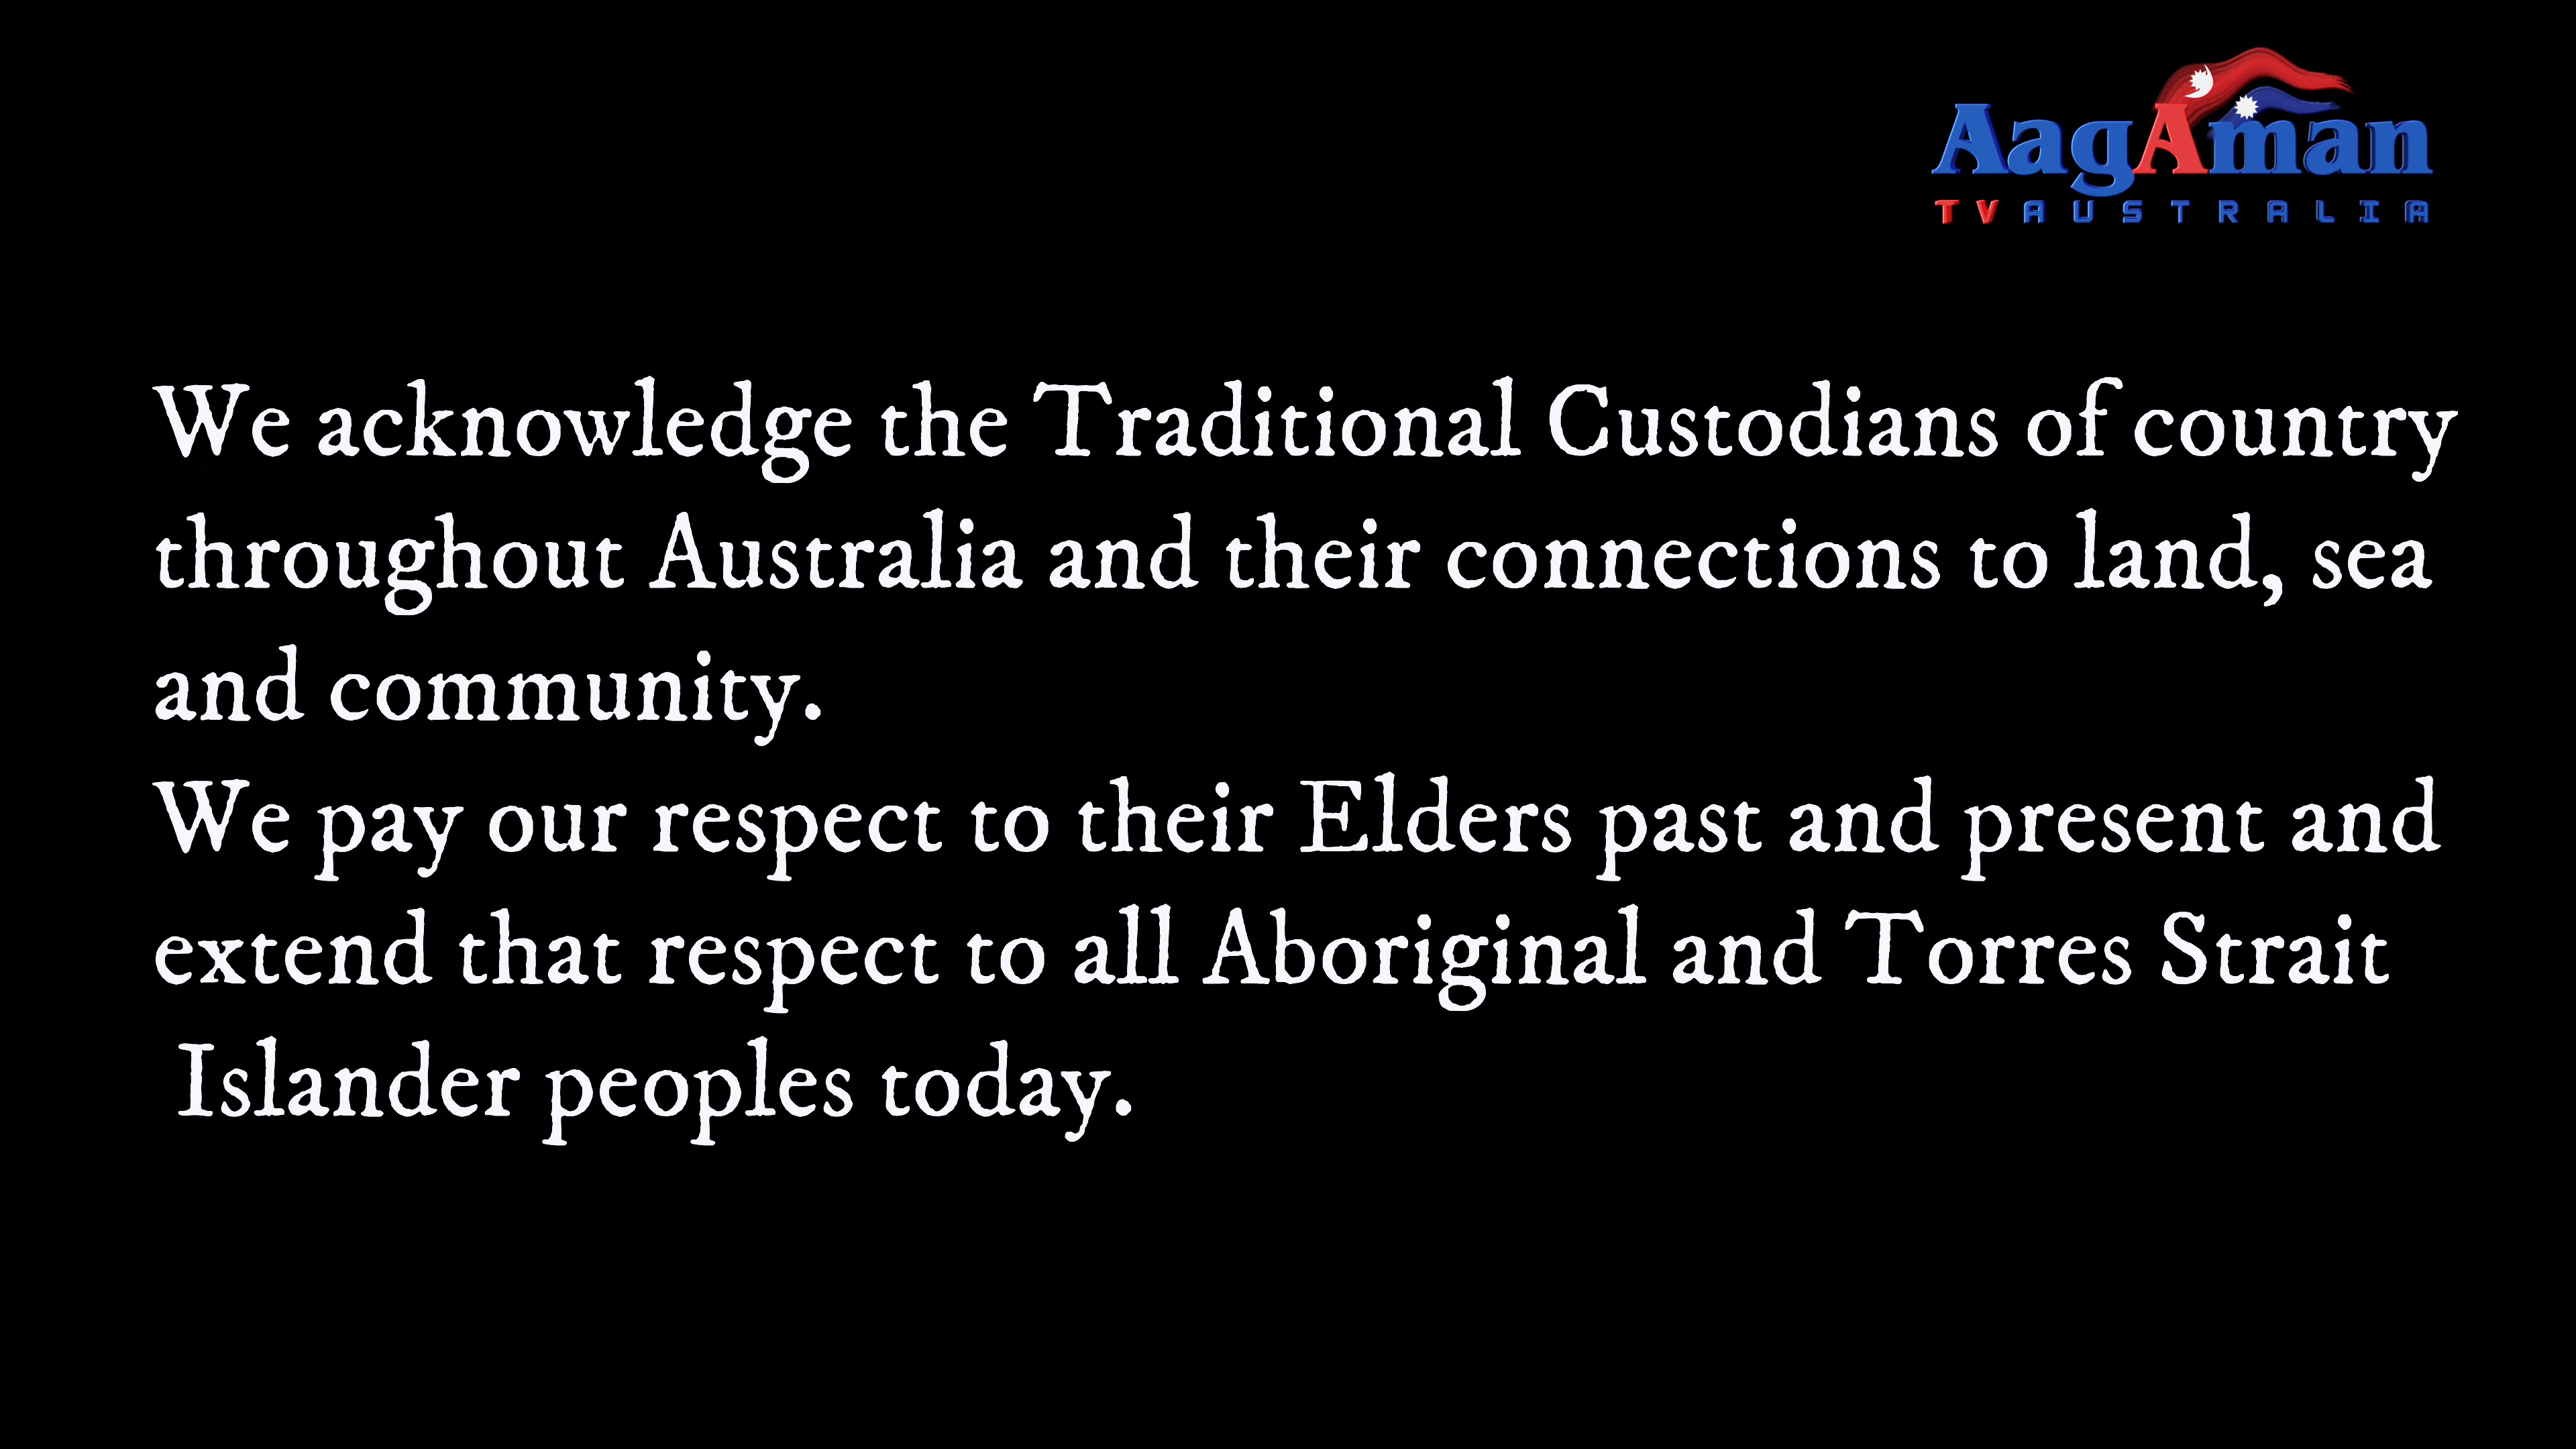 AagAman
TV AUSTRALIA
We acknowledge the Traditional Custodians of country
throughout Australia and their connections to land, sea
and community.
We pay our respect to their Elders past and present and
extend that respect to all Aboriginal and Torres Strait
Islander peoples today.